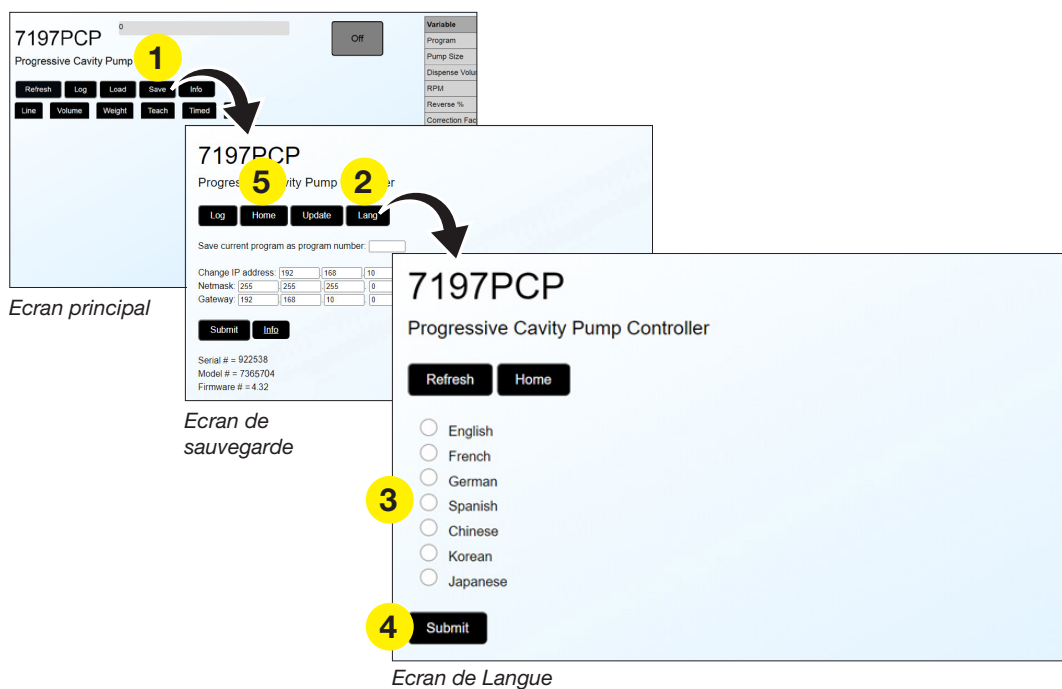 7197PCP
0
Off
Progressive Cavity Pump
1
Refresh Log Load Save Info
Line Volume Weight Teach Timed
Variable
Program
Pump Size
Dispense
RPM
Reverse %
Correction
Ecran principal
7197PCP
Pump
5
2
Log Home Update Lang
Save current program as program number:
Change IP address: 192 168 10
Netmask: 255 255 255 0
Gateway: 192 168 10 0
Submit Info
Serial # = 922538
Model # = 7365704
Firmware # = 4.32
Ecran de
sauvegarde
7197PCP
Progressive Cavity Pump Controller
Refresh Home
English
French
German
3
Spanish
Chinese
Korean
Japanese
4
Submit
Ecran de Langue